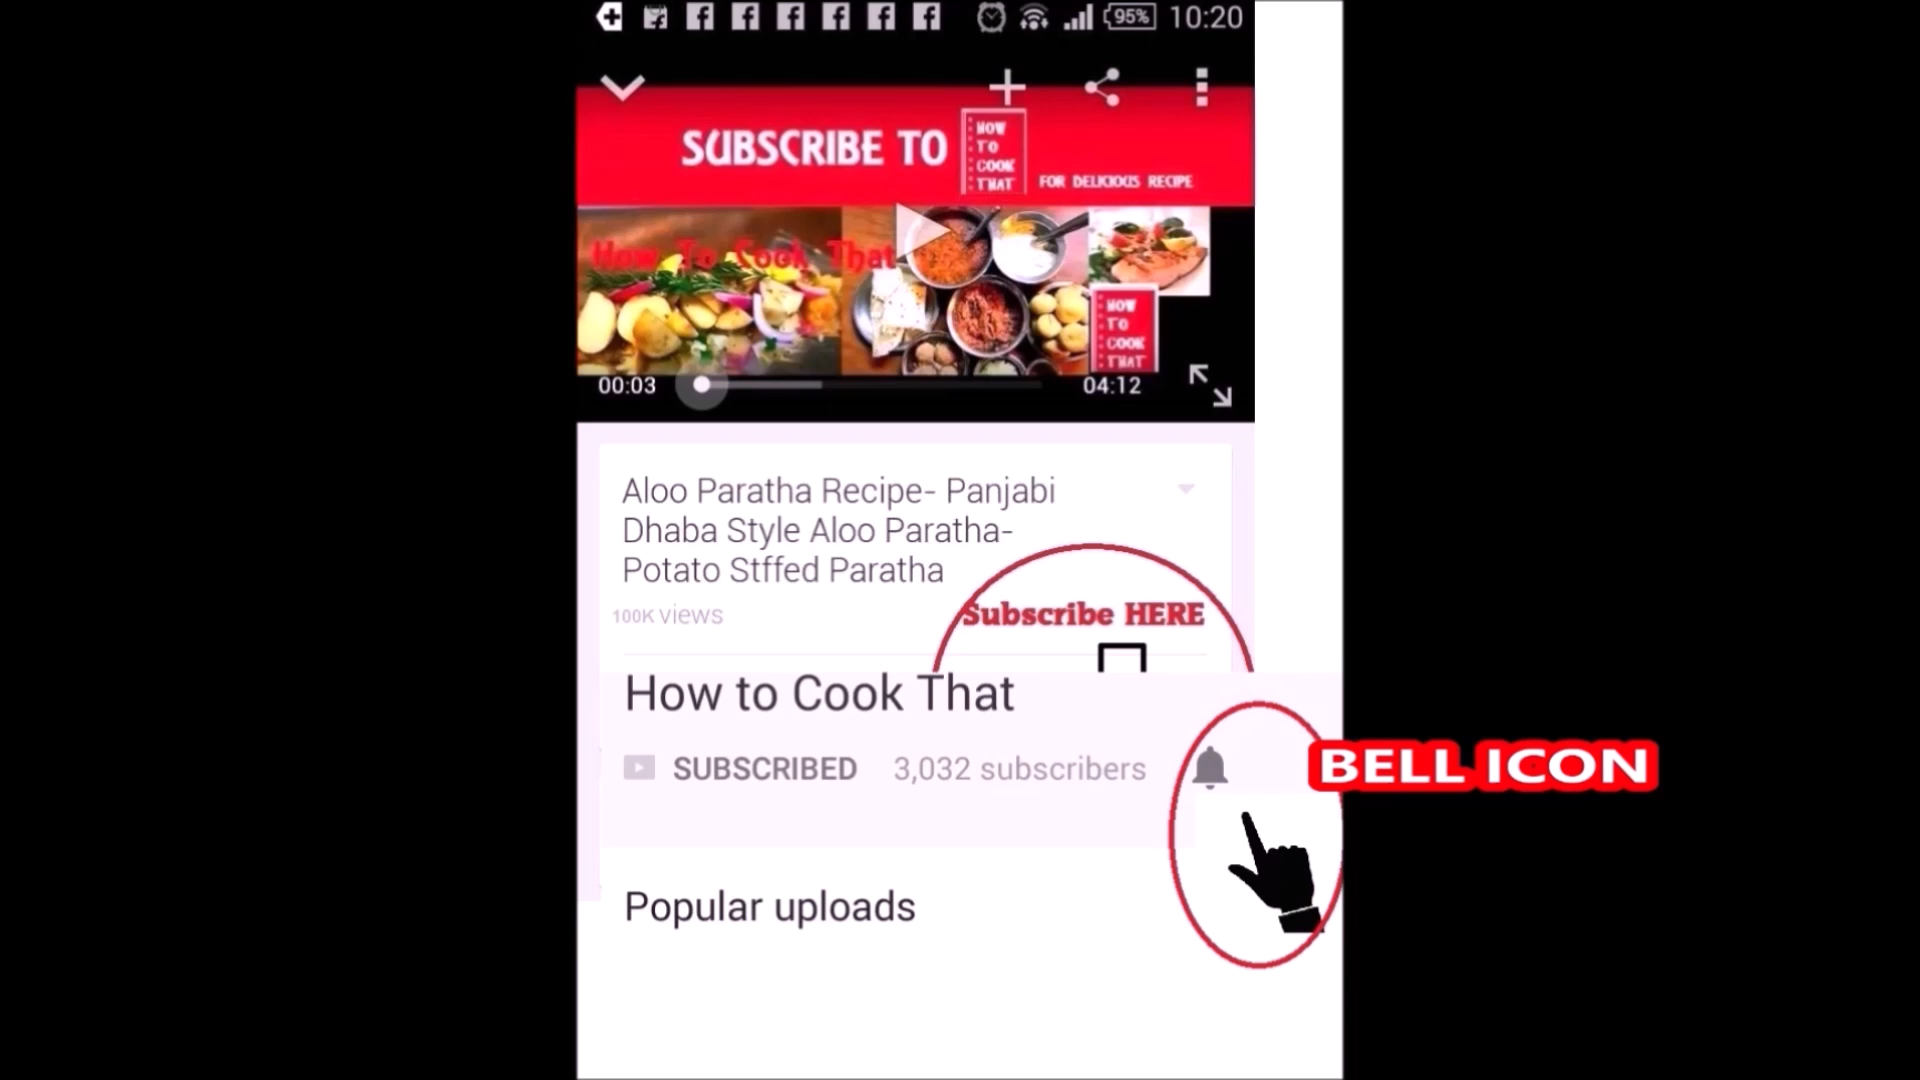 95% 10:20
SUBSCRIBE TO
HOW
TO
COOK
THAT
FOR DELICIOUS RECIPE
How To Cook That
HOW
TO
COOK
THAT
00:03 04:12
Aloo Paratha Recipe- Panjabi
Dhaba Style Aloo Paratha-
Potato Stffed Paratha
100K views
Subscribe HERE
How to Cook That
SUBSCRIBED 3,032 subscribers
BELL ICON
Popular uploads